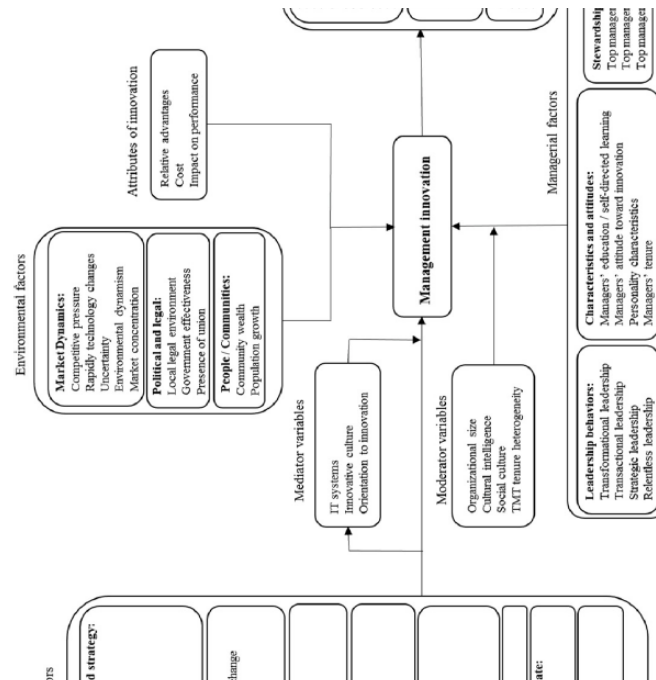 Environmental factors
Market Dynamics:
Competitive pressure
Rapidly technology changes
Uncertainty
Environmental dynamism
Market concentration
Political and legal:
Local legal environment
Government effectiveness
Presence of union
People / Communities:
Community wealth
Population growth
Attributes of innovation
Relative advantages
Cost
Impact on performance
Mediator variables
IT systems
Innovative culture
Orientation to innovation
Management innovation
Moderator variables
Organizational size
Cultural intelligence
Social culture
TMT tenure heterogeneity
Managerial factors
Leadership behaviors:
Transformational leadership
Transactional leadership
Strategic leadership
Relentless leadership
Characteristics and attitudes:
Managers' education / self-directed learning
Managers' attitude toward innovation
Personality characteristics
Managers' tenure
Stewardship
Top manager
Top manager
Top manager
strategy:
change